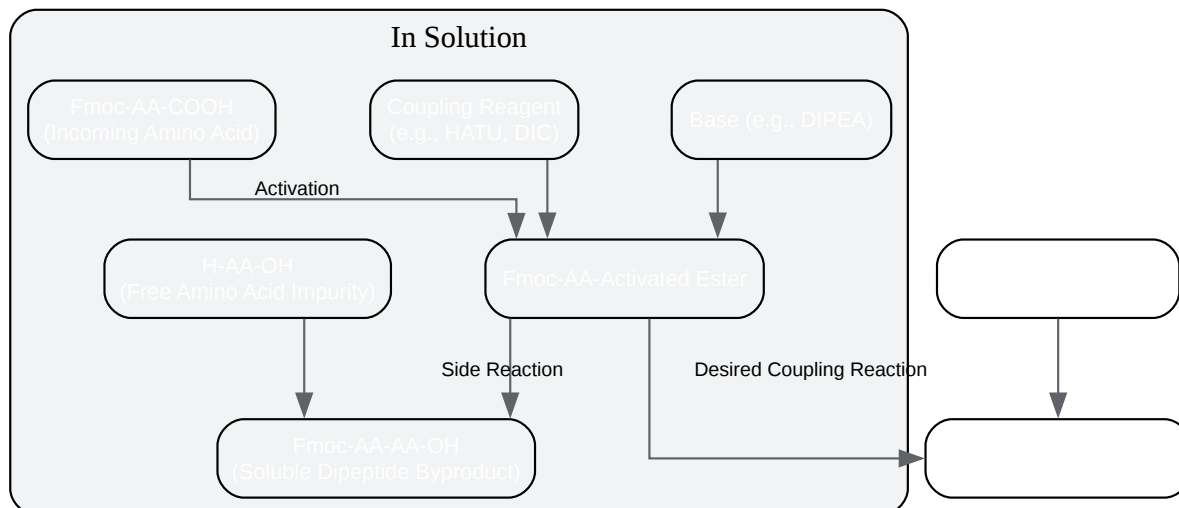 In Solution
Fmoc-AA-COOH
(Incoming Amino Acid)
Coupling Reagent
(e.g., HATU, DIC)
Base (e.g., DIPEA)
Activation
H-AA-OH
(Free Amino Acid Impurity)
Fmoc-AA-Activated Ester
Side Reaction
Desired Coupling Reaction
Fmoc-AA-AA-OH
(Soluble Dipeptide Byproduct)